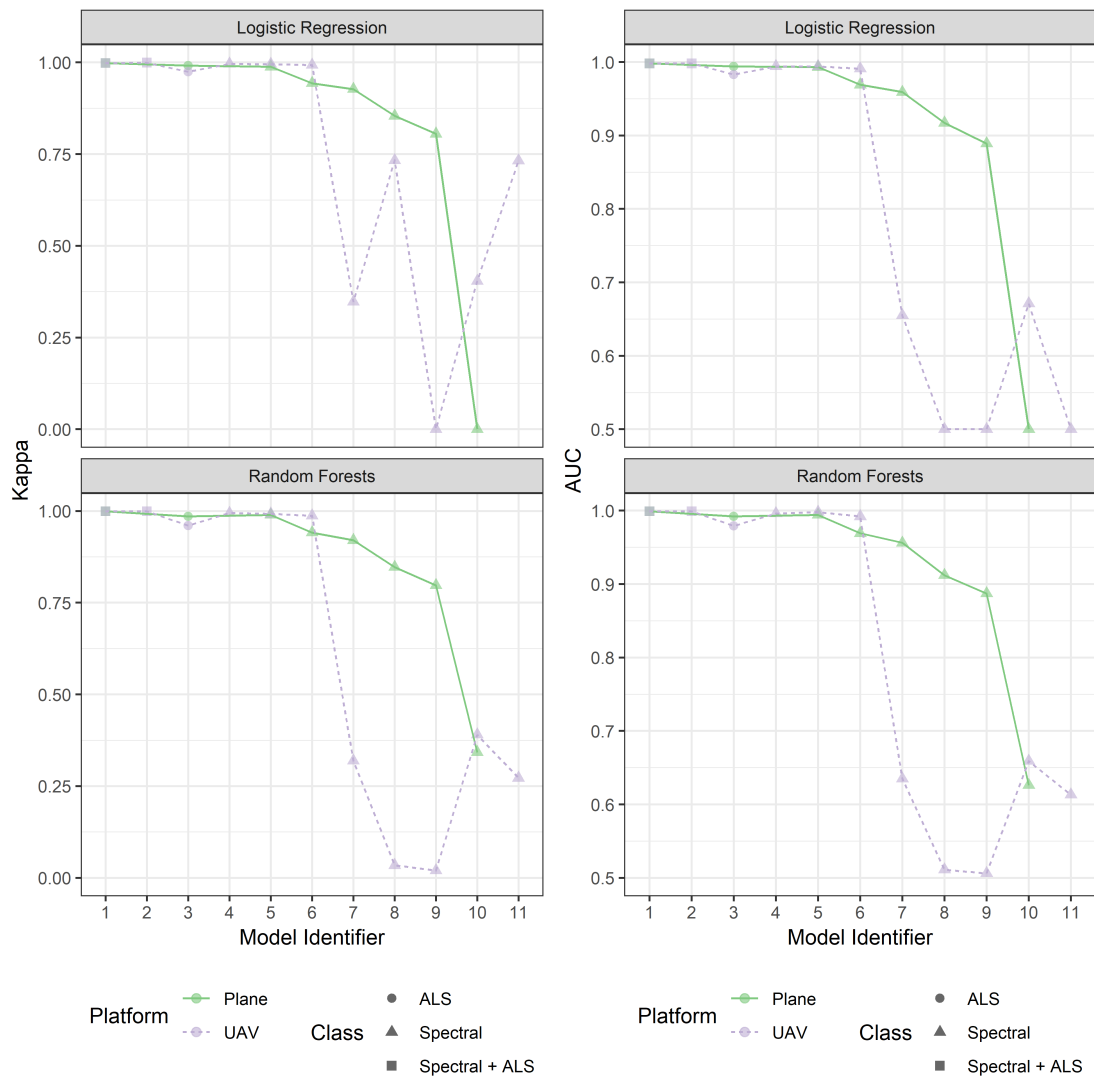 Logistic Regression
1.00
0.75
0.50
0.25
0.00
Kappa
Random Forests
1.00
0.75
0.50
0.25
0.00
1 2 3 4 5 6 7 8 9 10 11
Model Identifier
Platform
Plane
UAV
Class
ALS
Spectral
Spectral + ALS
Logistic Regression
1.0
0.9
0.8
0.7
0.6
0.5
AUC
Random Forests
1.0
0.9
0.8
0.7
0.6
0.5
1 2 3 4 5 6 7 8 9 10 11
Model Identifier
Platform
Plane
UAV
Class
ALS
Spectral
Spectral + ALS